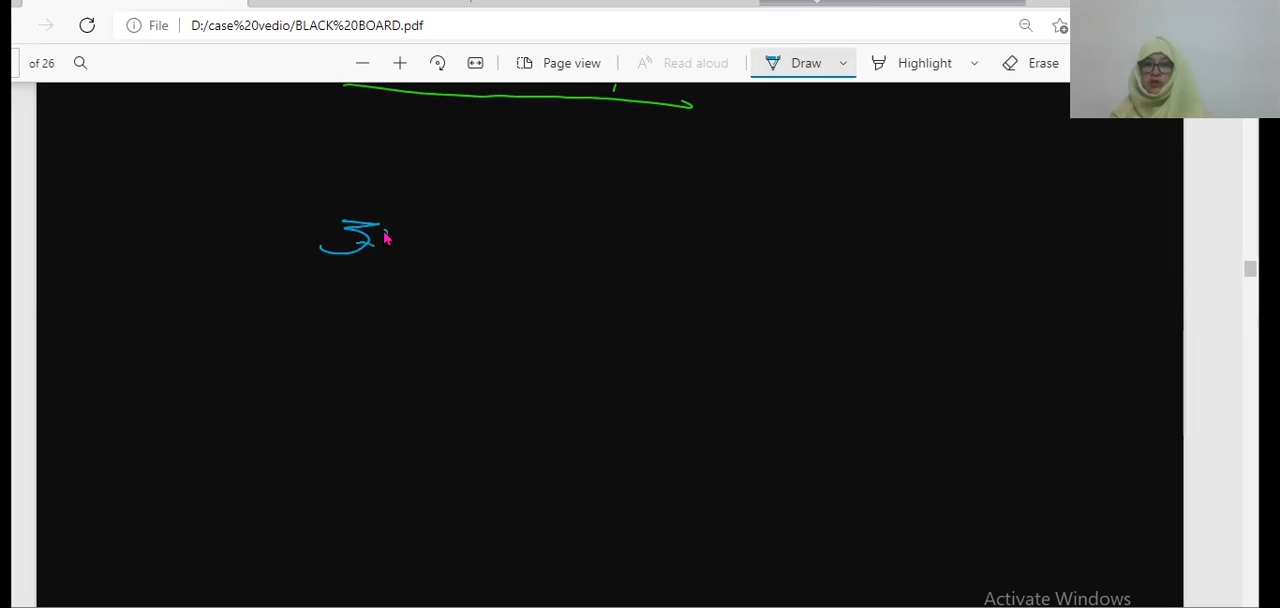 File D:/case%20vedio/BLACK%20BOARD.pdf
of 26 Page view Read aloud Draw Highlight Erase
3
Activate Windows